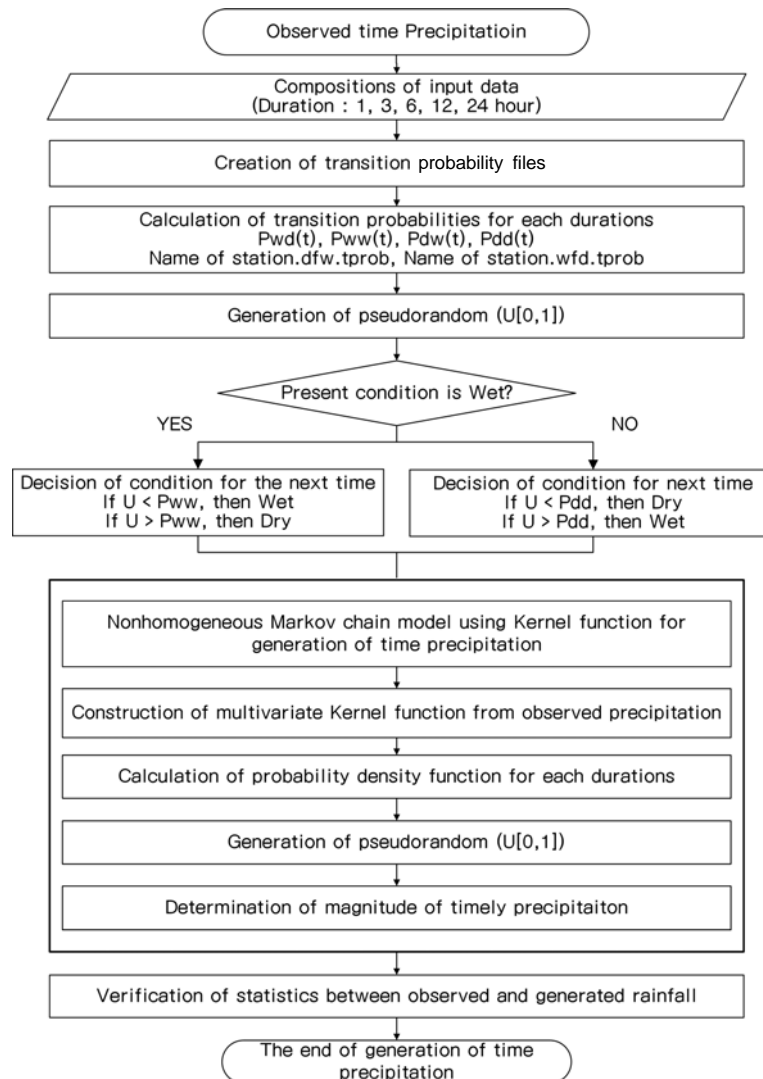 Observed time Precipitatioin
Compositions of input data
(Duration : 1, 3, 6, 12, 24 hour)
Creation of transition probability files
Calculation of transition probabilities for each durations
Pwd(t), Pww(t), Pdw(t), Pdd(t)
Name of station.dfw.tprob, Name of station.wfd.tprob
Generation of pseudorandom (U[0,1])
Present condition is Wet?
YES
NO
Decision of condition for the next time
If U < Pww, then Wet
If U > Pww, then Dry
Decision of condition for next time
If U < Pdd, then Dry
If U > Pdd, then Wet
Nonhomogeneous Markov chain model using Kernel function for
generation of time precipitation
Construction of multivariate Kernel function from observed precipitation
Calculation of probability density function for each durations
Generation of pseudorandom (U[0,1])
Determination of magnitude of timely precipitaiton
Verification of statistics between observed and generated rainfall
The end of generation of time
precipitation